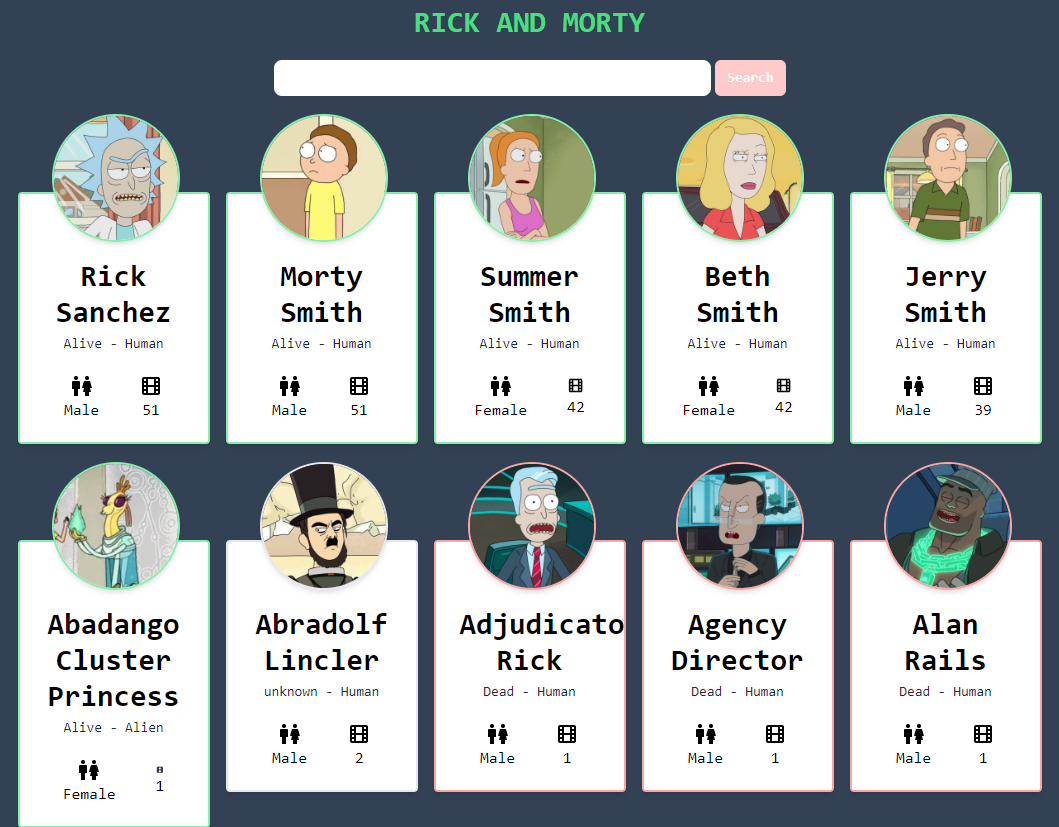 RICK AND MORTY
Search
Rick
Sanchez
Alive - Human
Male
51
Morty
Smith
Alive - Human
Male
51
Summer
Smith
Alive - Human
Female
42
Beth
Smith
Alive - Human
Female
42
Jerry
Smith
Alive - Human
Male
39
Abadango
Cluster
Princess
Alive - Alien
Female
1
Abradolf
Lincler
unknown - Human
Male
2
Adjudicato
Rick
Dead - Human
Male
1
Agency
Director
Dead - Human
Male
1
Alan
Rails
Dead - Human
Male
1